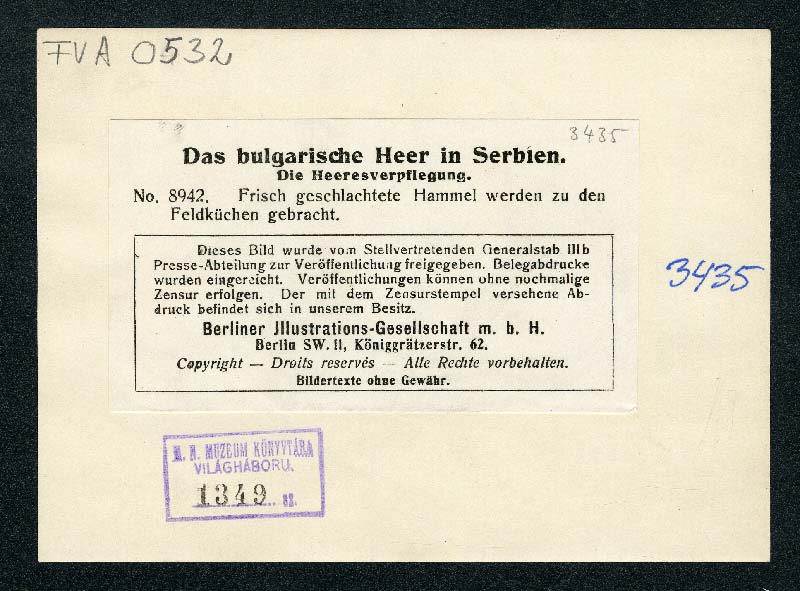 FVA 0532
3435
Das bulgarische Heer in Serbien.
Die Heeresverpflegung.
No. 8942. Frisch geschlachtete Hammel werden zu den
Feldküchen gebracht.
Dieses Bild wurde vom Stellvertretenden Generalstab IIIb
Presse-Abteilung zur Veröffentlichung freigegeben. Belegabdrucke
wurden eingereicht. Veröffentlichungen können ohne nochmalige
Zensur erfolgen. Der mit dem Zensurstempel versehene Ab-
druck befindet sich in unserem Besitz.
Berliner Jllustrations-Gesellschaft m. b. H.
Berlin SW. 11, Königgrätzerstr. 62.
Copyright — Droits reservés — Alle Rechte vorbehalten.
Bildertexte ohne Gewähr.
3435
M. N. MUZEUM KÖNYVTÁRA
VILÁGHÁBORU.
1349 sz.